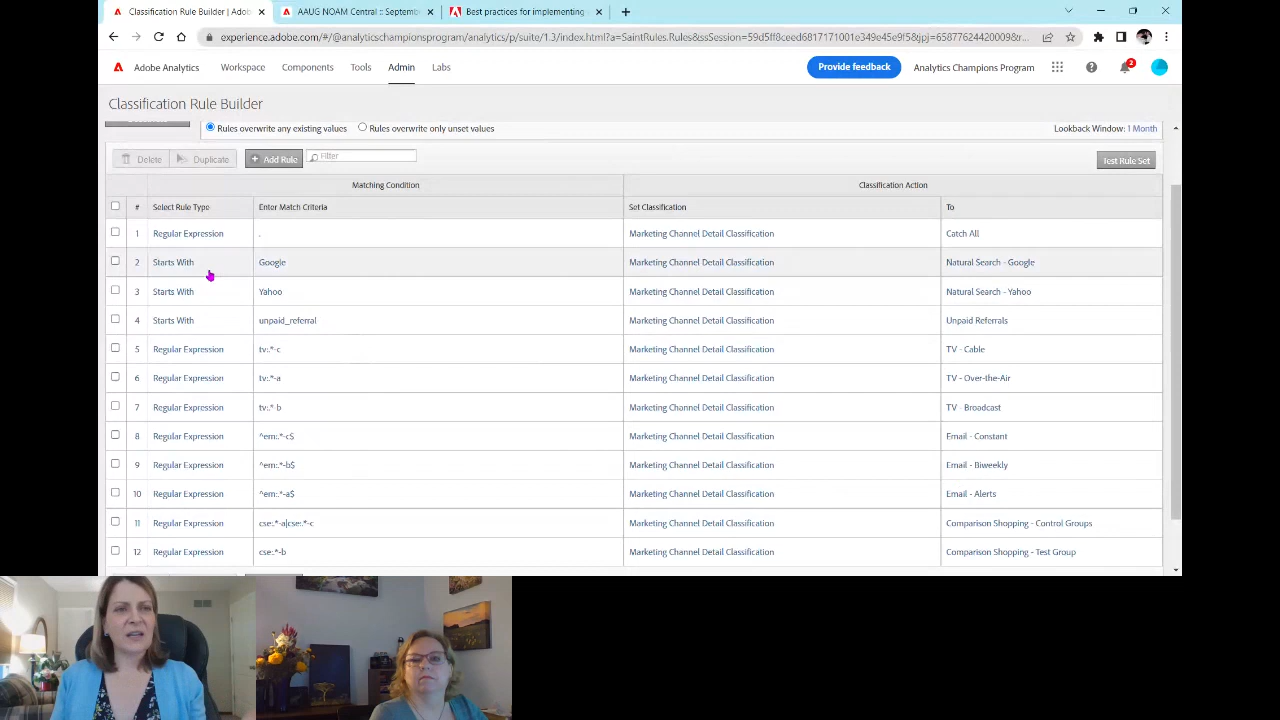 Classification Rule Builder | Adob
AAUG NOAM Central :: Septemb
Best practices for implementing
experience.adobe.com/#/@analyticschampionsprogram/analytics/p/suite/1.3/index.html?a=SaintRules.Rules&ssSession=59d5ff8ceed6817171001e349e45e9f5&jpj=65877624420009&tr...
Adobe Analytics
Workspace
Components
Tools
Admin
Labs
Provide feedback
Analytics Champions Program
2
Classification Rule Builder
Rules overwrite any existing values
Rules overwrite only unset values
Lookback Window: 1 Month
Delete
Duplicate
+ Add Rule
Filter
Test Rule Set
Matching Condition
Classification Action
# Select Rule Type Enter Match Criteria Set Classification To
1 Regular Expression . Marketing Channel Detail Classification Catch All
2 Starts With Google Marketing Channel Detail Classification Natural Search - Google
3 Starts With Yahoo Marketing Channel Detail Classification Natural Search - Yahoo
4 Starts With unpaid_referral Marketing Channel Detail Classification Unpaid Referrals
5 Regular Expression tv:.*-c Marketing Channel Detail Classification TV - Cable
6 Regular Expression tv:.*-a Marketing Channel Detail Classification TV - Over-the-Air
7 Regular Expression tv:.*-b Marketing Channel Detail Classification TV - Broadcast
8 Regular Expression ^em:.*-c$ Marketing Channel Detail Classification Email - Constant
9 Regular Expression ^em:.*-b$ Marketing Channel Detail Classification Email - Biweekly
10 Regular Expression ^em:.*-a$ Marketing Channel Detail Classification Email - Alerts
11 Regular Expression cse:.*-a|cse:.*-c Marketing Channel Detail Classification Comparison Shopping - Control Groups
12 Regular Expression cse:.*-b Marketing Channel Detail Classification Comparison Shopping - Test Group